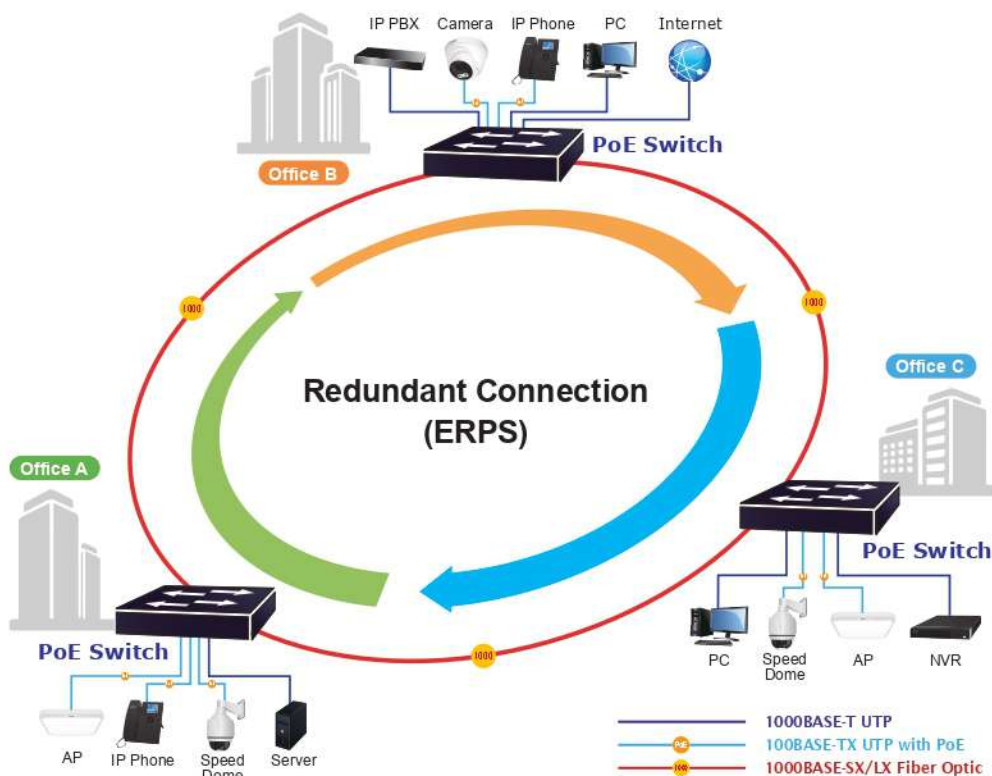 IP PBX
Camera
IP Phone
PC
Internet
PoE Switch
Office B
1000
1000
Redundant Connection
(ERPS)
Office C
Office A
PoE Switch
PoE Switch
PC
Speed
Dome
AP
NVR
1000
AP
IP Phone
Speed
Dome
Server
1000BASE-T UTP
PoE
100BASE-TX UTP with PoE
1000
1000BASE-SX/LX Fiber Optic